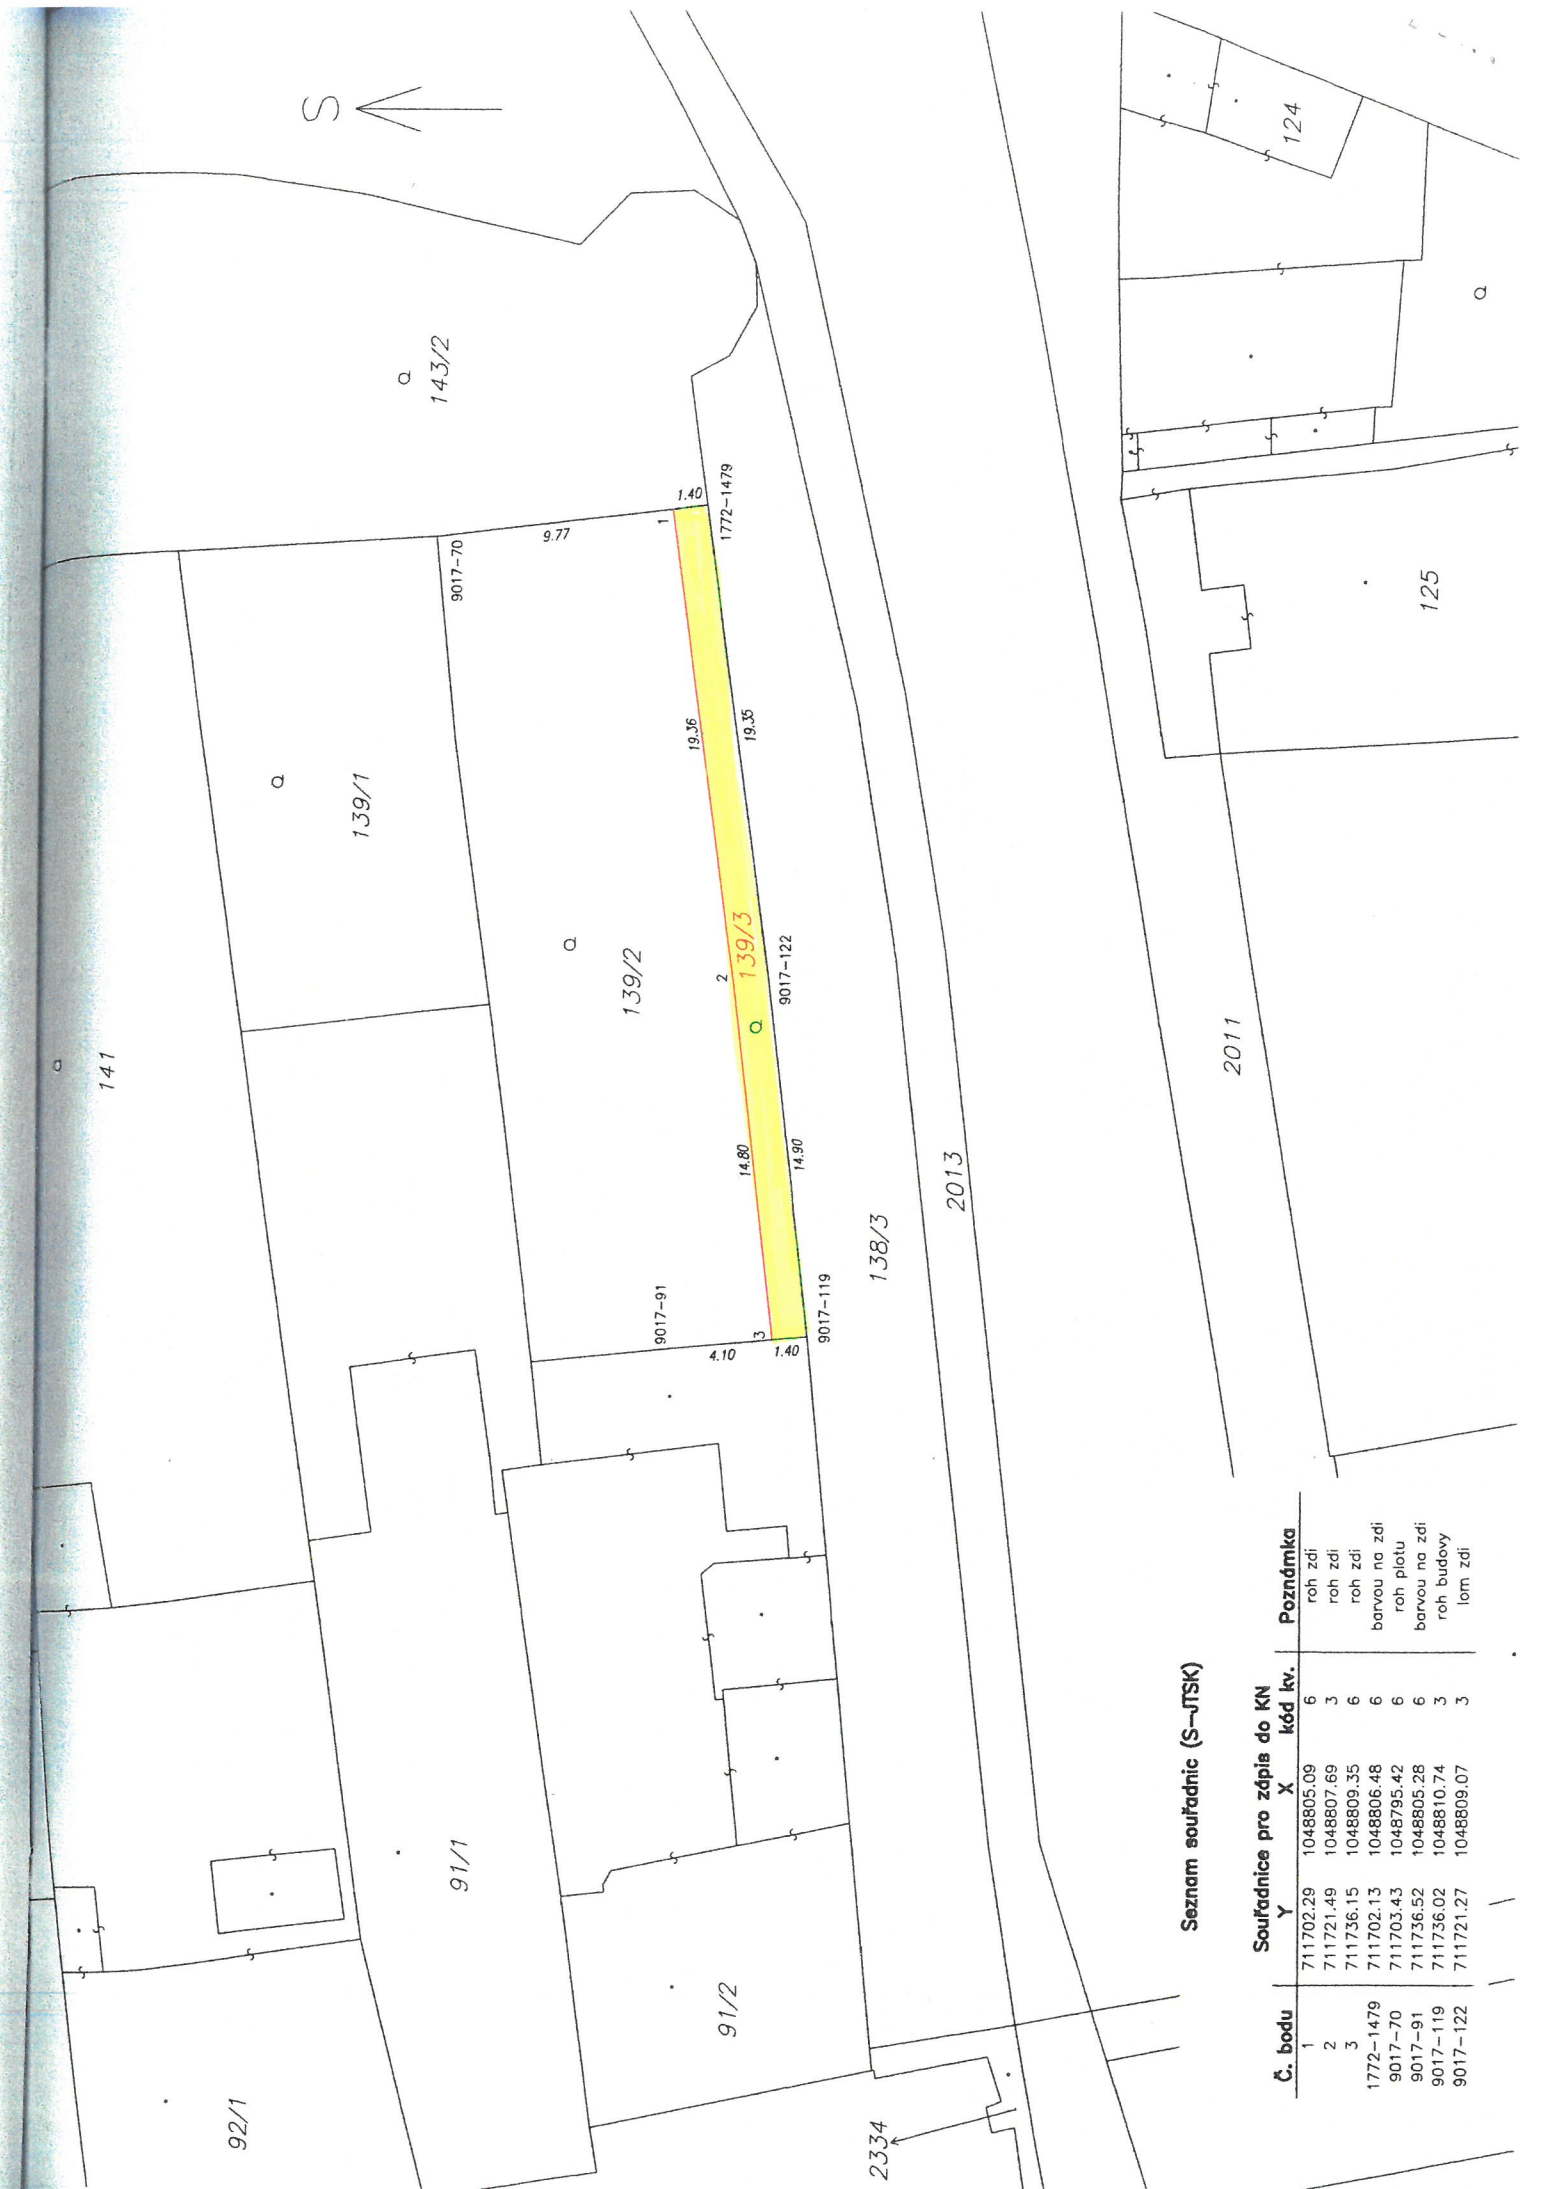 S
143/2
141
139/1
9017-70
9.77
1
1.40
1772-1479
19.36
19.35
139/2
2
139/3
9017-122
14.80
14.90
9017-91
3
4.10
1.40
9017-119
138/3
2013
2011
124
125
91/1
91/2
92/1
2334
Seznam souřadnic (S-JTSK)
Souřadnice pro zápis do KN
Č. bodu Y X kód kv. Poznámka
1 711702.29 1048805.09 6 roh zdi
2 711721.49 1048807.69 3 roh zdi
3 711736.15 1048809.35 6 roh zdi
1772-1479 711702.13 1048806.48 6 barvou na zdi
9017-70 711703.43 1048795.42 6 roh plotu
9017-91 711736.52 1048805.28 6 barvou na zdi
9017-119 711736.02 1048810.74 3 roh budovy
9017-122 711721.27 1048809.07 3 lom zdi